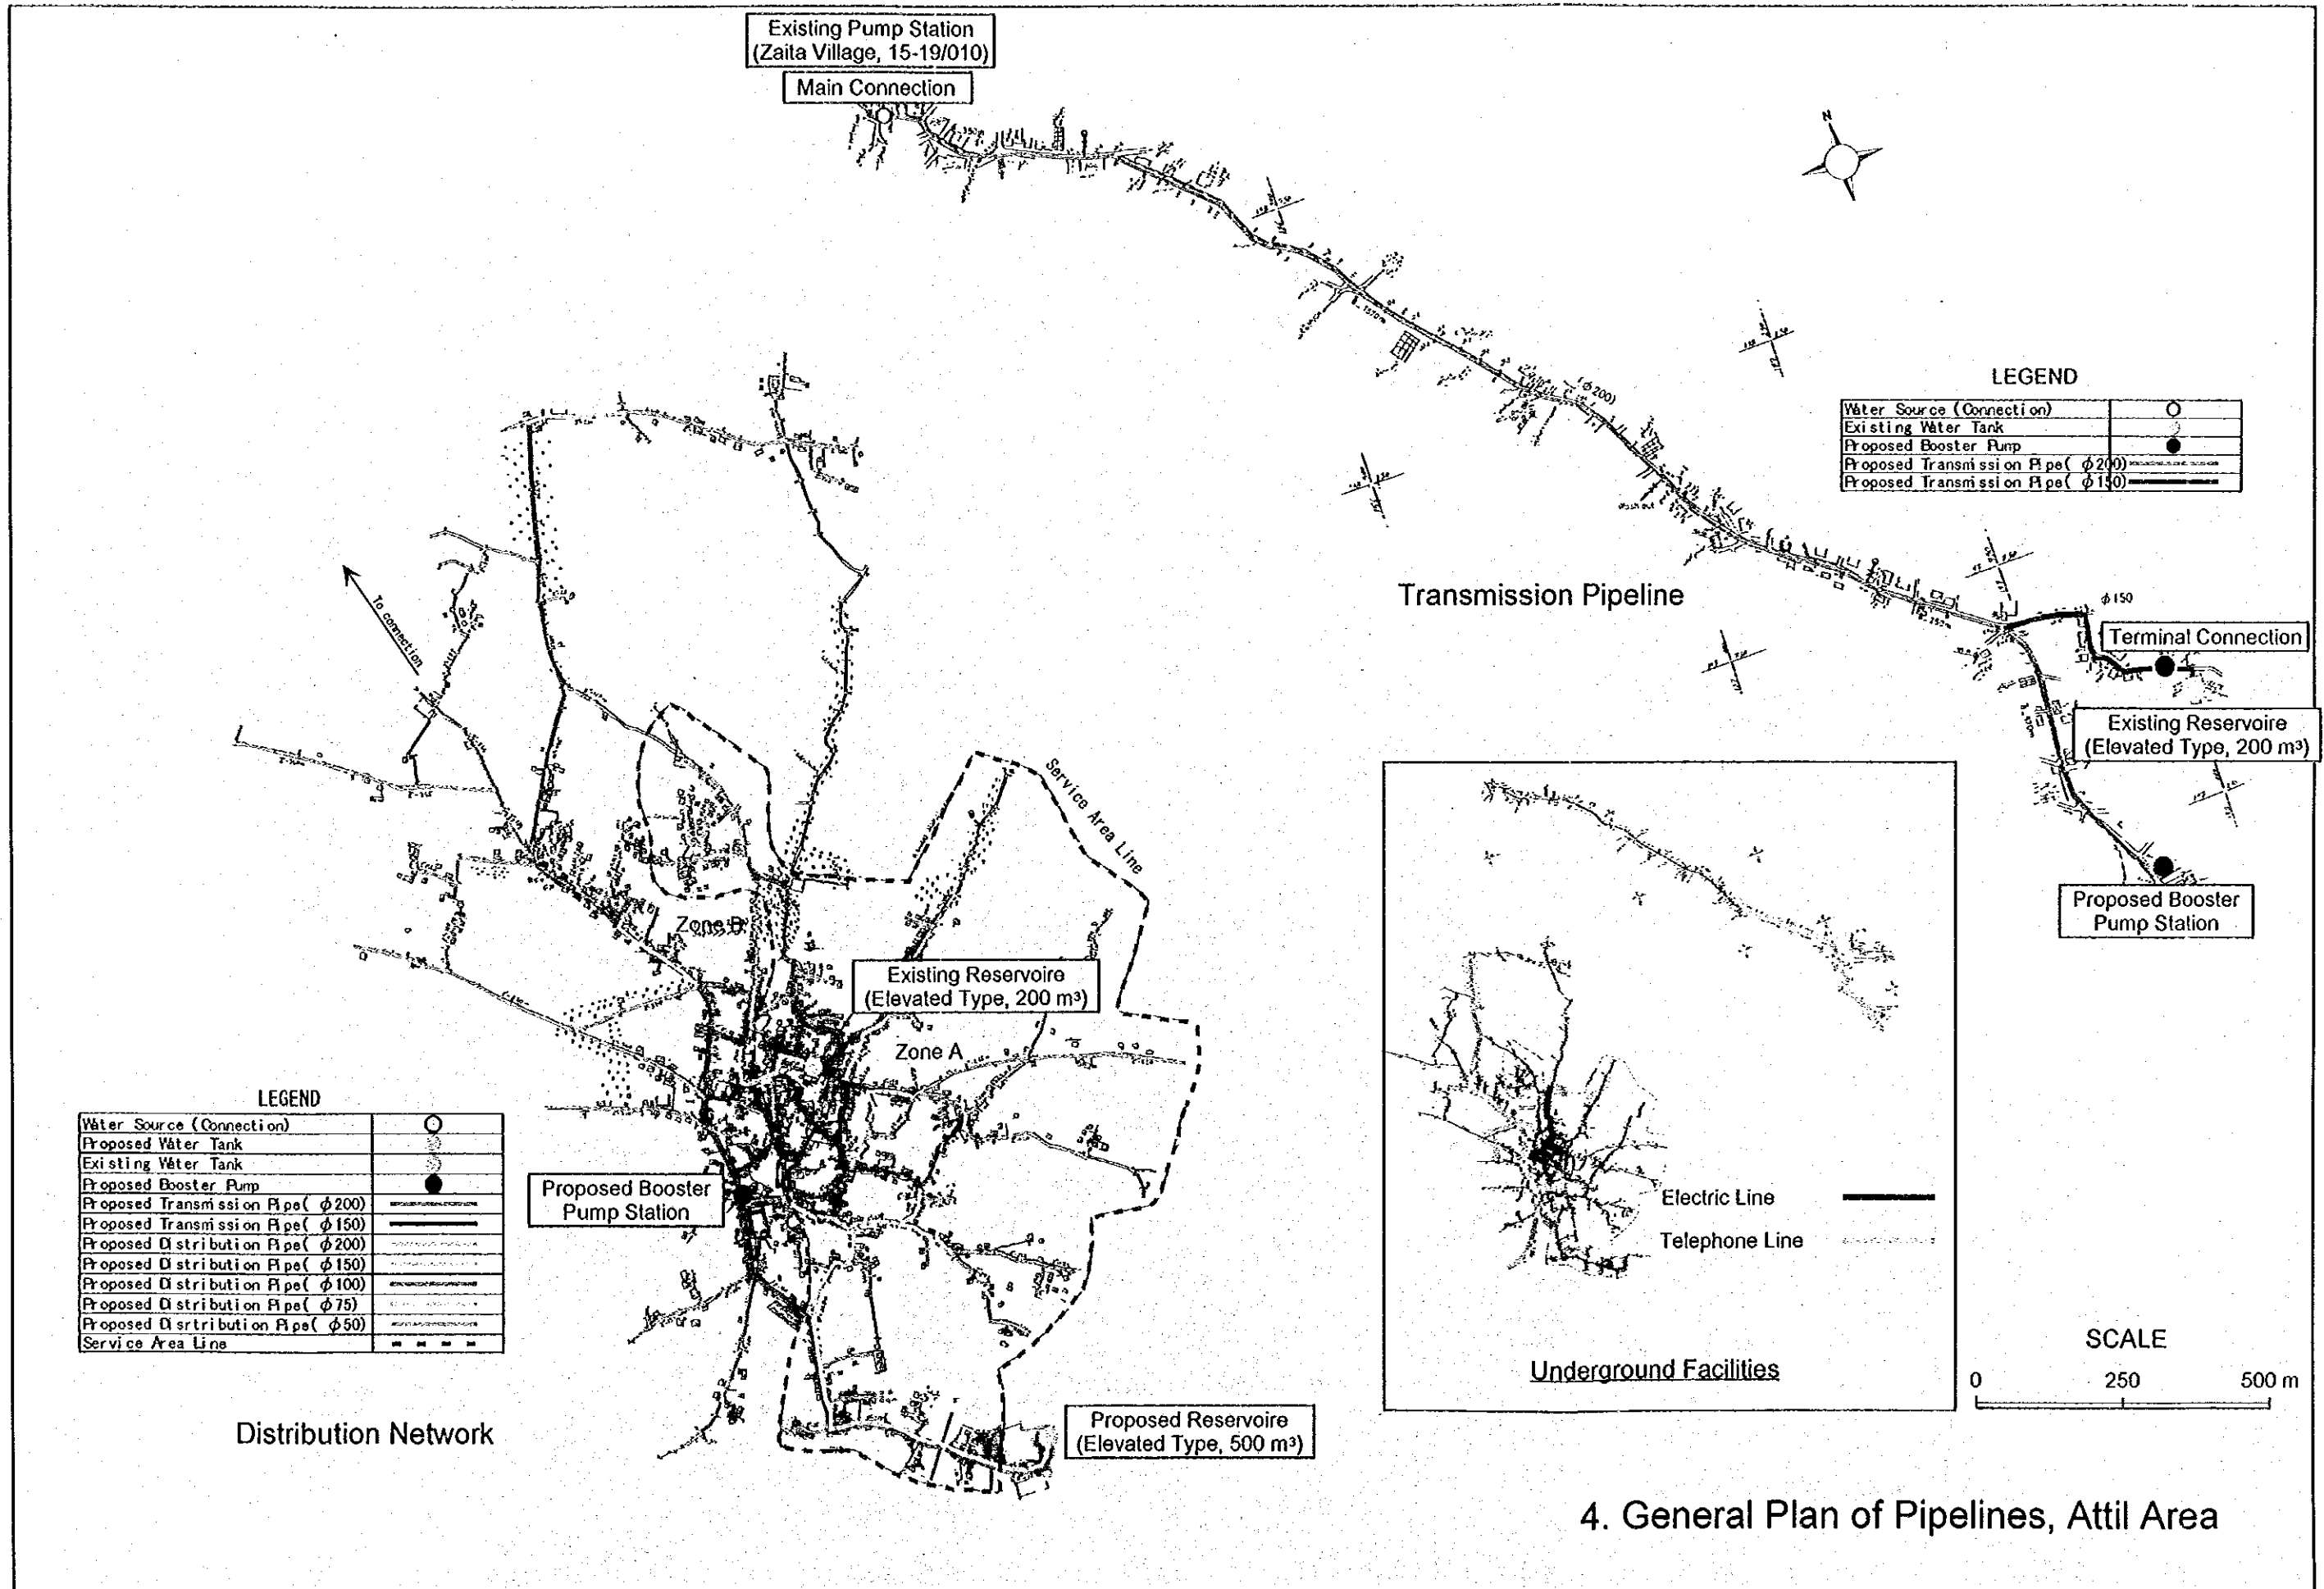 Existing Pump Station
(Zaita Village, 15-19/010)
Main Connection
N
LEGEND
Water Source (Connection)
Existing Water Tank
Proposed Booster Pump
Proposed Transmission Pipe( φ200)
Proposed Transmission Pipe( φ150)
(φ200)
Transmission Pipeline
φ150
Terminal Connection
Existing Reservoire
(Elevated Type, 200 m³)
Proposed Booster
Pump Station
To connection
Service Area Line
Zone B
Existing Reservoire
(Elevated Type, 200 m³)
Zone A
LEGEND
Water Source (Connection)
Proposed Water Tank
Existing Water Tank
Proposed Booster Pump
Proposed Transmission Pipe( φ200)
Proposed Transmission Pipe( φ150)
Proposed Distribution Pipe( φ200)
Proposed Distribution Pipe( φ150)
Proposed Distribution Pipe( φ100)
Proposed Distribution Pipe( φ75)
Proposed Disrtribution Pipe( φ50)
Service Area Line
Proposed Booster
Pump Station
Distribution Network
Proposed Reservoire
(Elevated Type, 500 m³)
Electric Line
Telephone Line
Underground Facilities
SCALE
0 250 500 m
4. General Plan of Pipelines, Attil Area